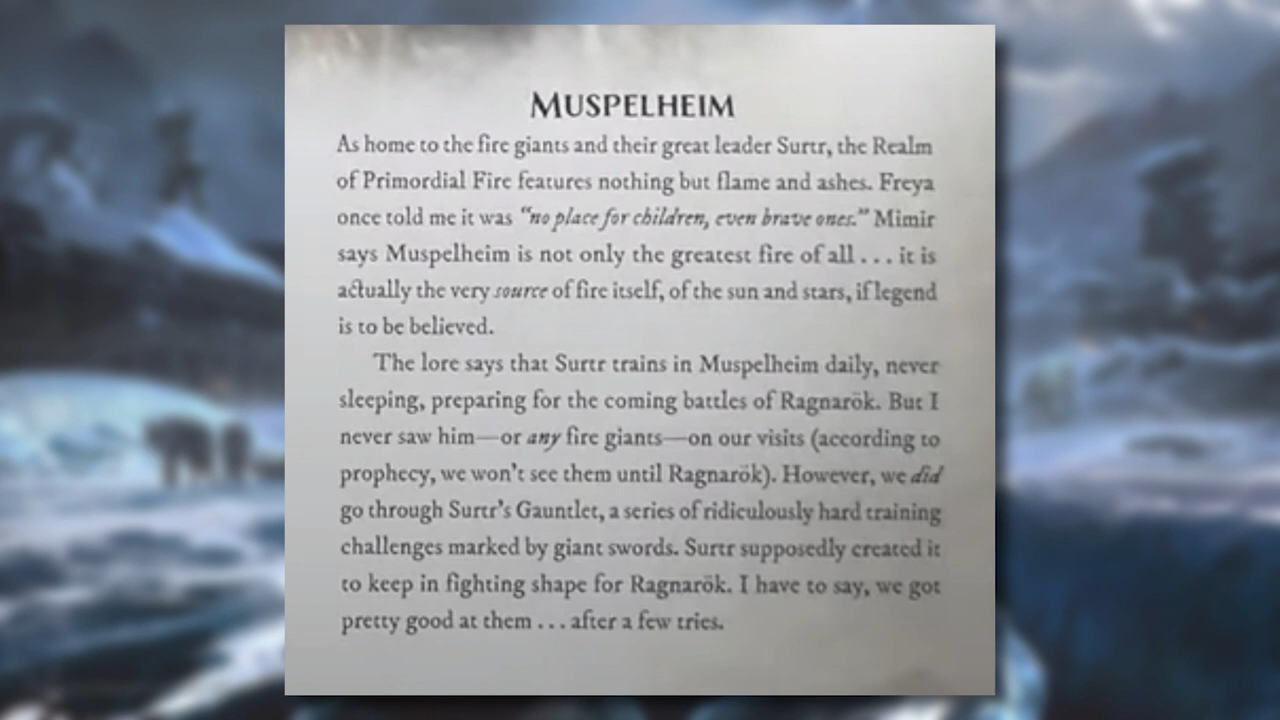 MUSPELHEIM
As home to the fire giants and their great leader Surtr, the Realm
of Primordial Fire features nothing but flame and ashes. Freya
once told me it was “no place for children, even brave ones.” Mimir
says Muspelheim is not only the greatest fire of all . . . it is
actually the very source of fire itself, of the sun and stars, if legend
is to be believed.
The lore says that Surtr trains in Muspelheim daily, never
sleeping, preparing for the coming battles of Ragnarök. But I
never saw him—or any fire giants—on our visits (according to
prophecy, we won’t see them until Ragnarök). However, we did
go through Surtr’s Gauntlet, a series of ridiculously hard training
challenges marked by giant swords. Surtr supposedly created it
to keep in fighting shape for Ragnarök. I have to say, we got
pretty good at them . . . after a few tries.